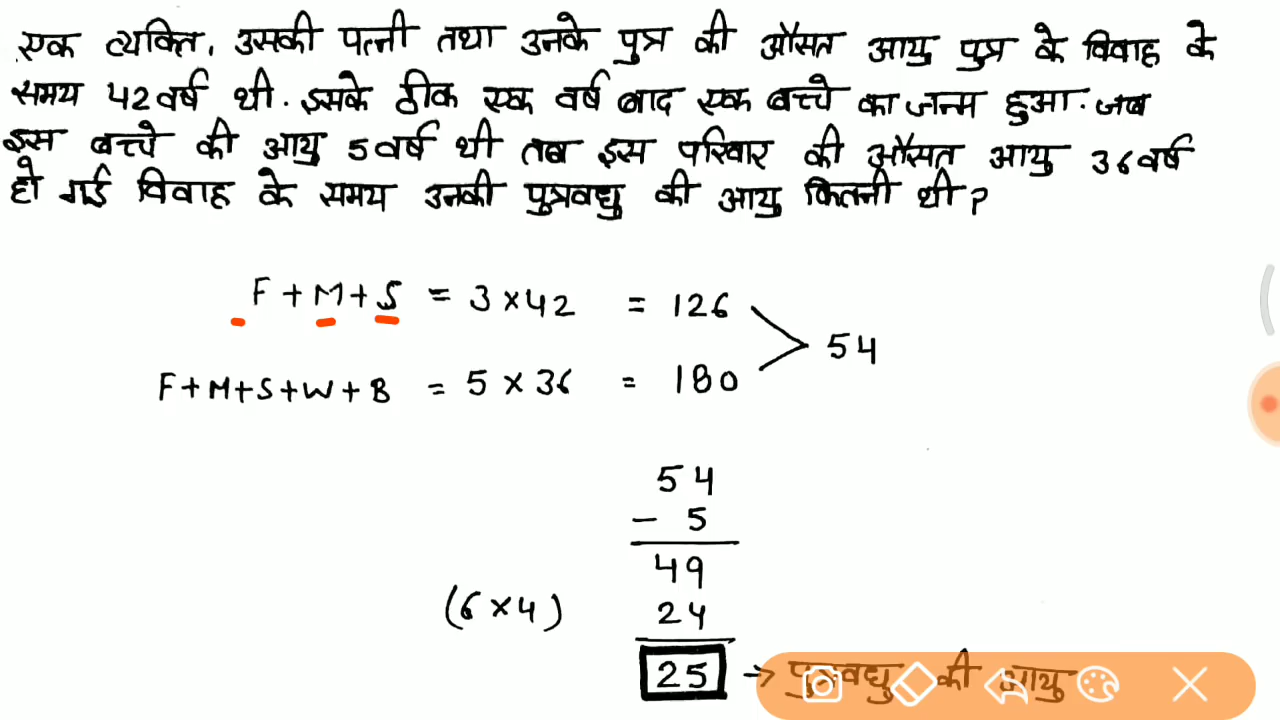 एक व्यक्ति, उसकी पत्नी तथा उनके पुत्र की औसत आयु पुत्र के विवाह के
समय 42 वर्ष थी. इसके ठीक एक वर्ष बाद एक बच्चे का जन्म हुआ. जब
इस बच्चे की आयु 5 वर्ष थी तब इस परिवार की औसत आयु 36 वर्ष
हो गई विवाह के समय उनकी पुत्रवधु की आयु कितनी थी?
F + M + S = 3 × 42 = 126
54
F + M + S + W + B = 5 × 36 = 180
54
- 5
49
(6 × 4) 24
25 → पुत्रवधु की आयु